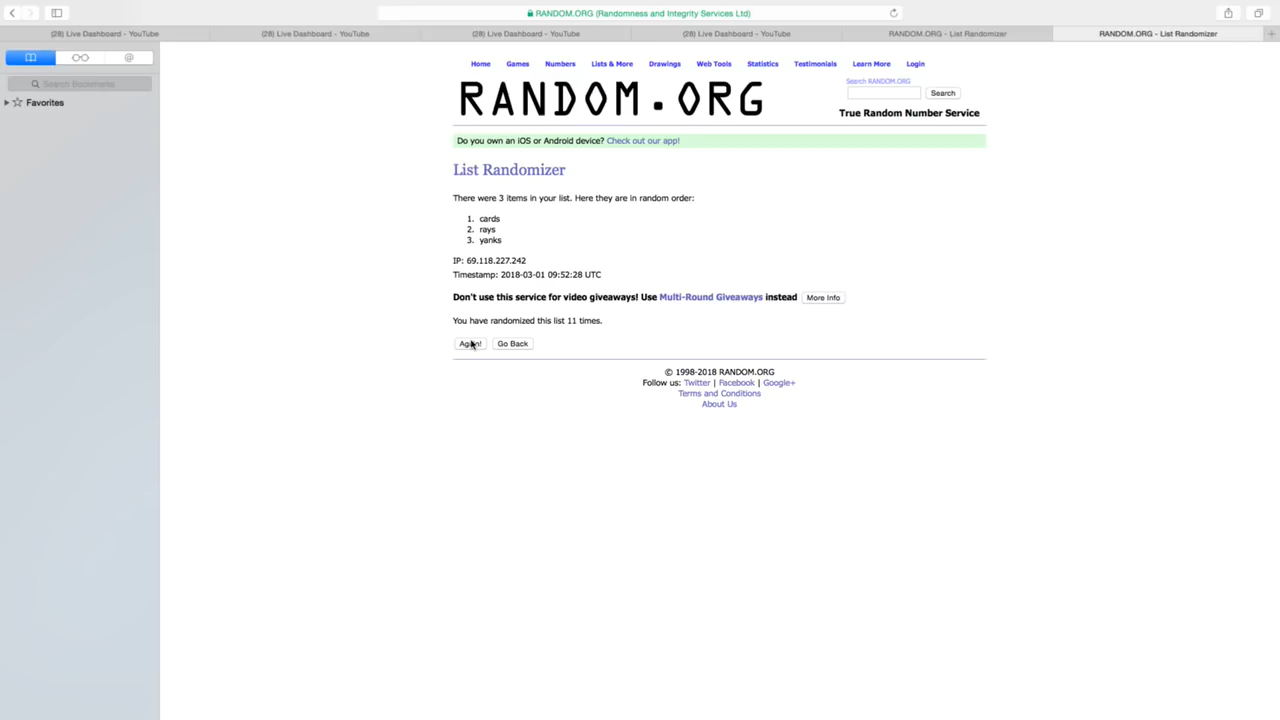 RANDOM.ORG (Randomness and Integrity Services Ltd)
(28) Live Dashboard - YouTube
(28) Live Dashboard - YouTube
(28) Live Dashboard - YouTube
(28) Live Dashboard - YouTube
RANDOM.ORG - List Randomizer
RANDOM.ORG - List Randomizer
@
Search Bookmarks
Favorites
Home Games Numbers Lists & More Drawings Web Tools Statistics Testimonials Learn More Login
RANDOM.ORG
Search RANDOM.ORG
Search
True Random Number Service
Do you own an iOS or Android device? Check out our app!
List Randomizer
There were 3 items in your list. Here they are in random order:
1. cards
2. rays
3. yanks
IP: 69.118.227.242
Timestamp: 2018-03-01 09:52:28 UTC
Don't use this service for video giveaways! Use Multi-Round Giveaways instead More Info
You have randomized this list 11 times.
Again! Go Back
© 1998-2018 RANDOM.ORG
Follow us: Twitter | Facebook | Google+
Terms and Conditions
About Us